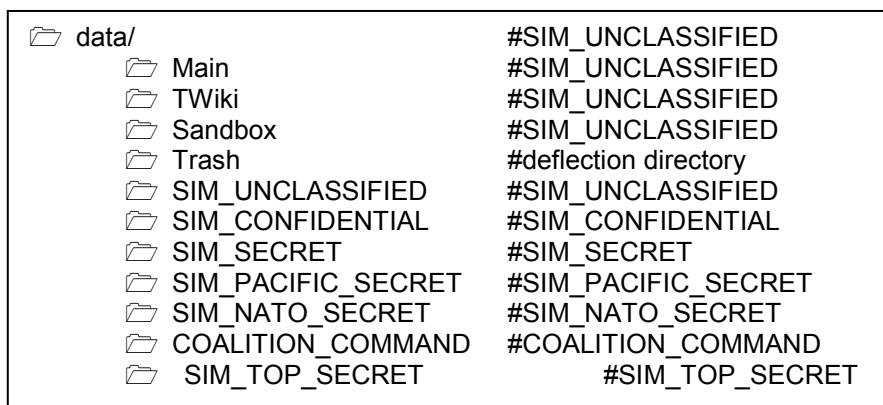 data/ #SIM_UNCLASSIFIED
Main #SIM_UNCLASSIFIED
TWiki #SIM_UNCLASSIFIED
Sandbox #SIM_UNCLASSIFIED
Trash #deflection directory
SIM_UNCLASSIFIED #SIM_UNCLASSIFIED
SIM_CONFIDENTIAL #SIM_CONFIDENTIAL
SIM_SECRET #SIM_SECRET
SIM_PACIFIC_SECRET #SIM_PACIFIC_SECRET
SIM_NATO_SECRET #SIM_NATO_SECRET
COALITION_COMMAND #COALITION_COMMAND
SIM_TOP_SECRET #SIM_TOP_SECRET